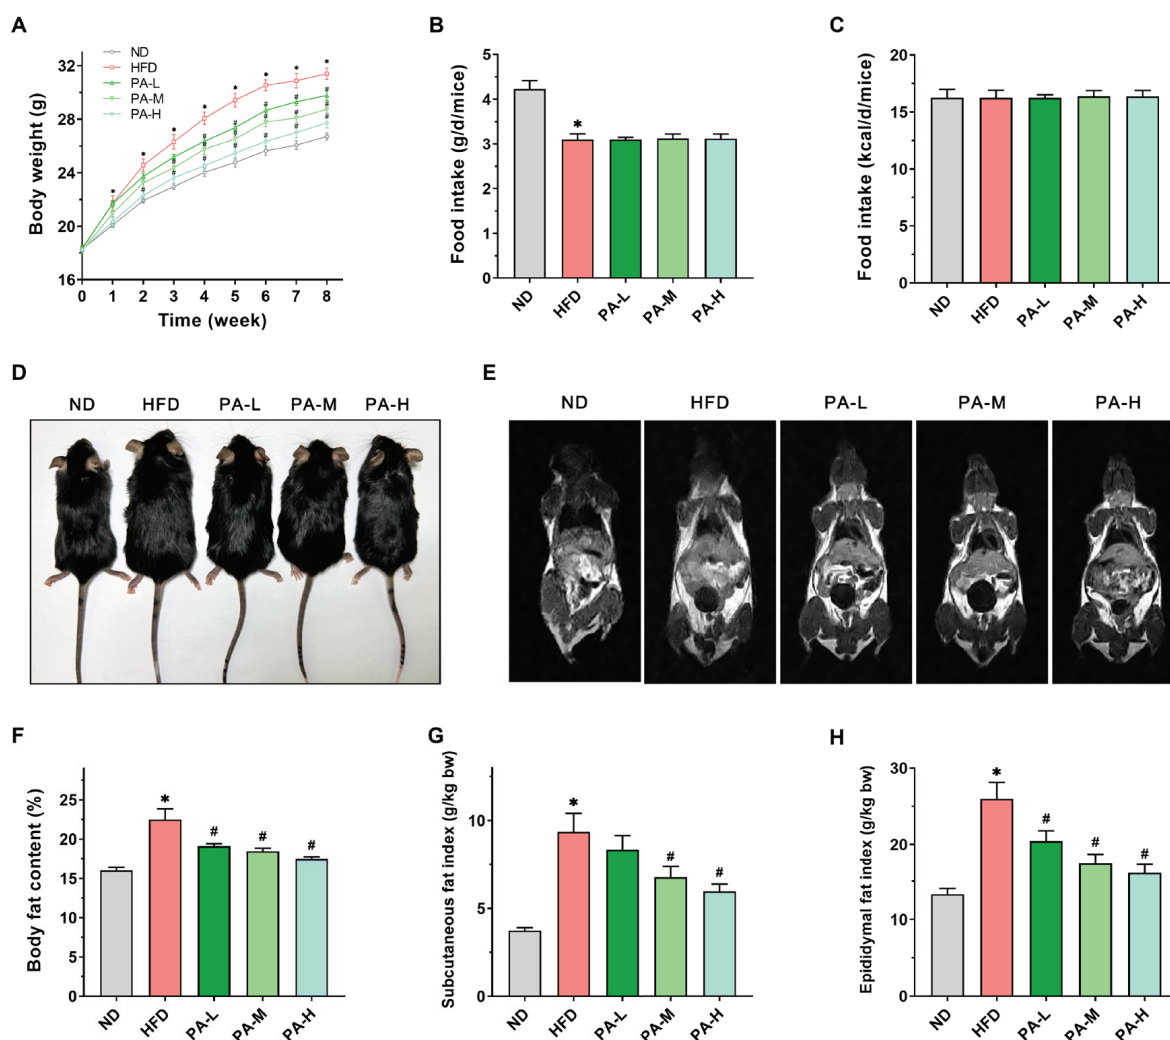 A
ND
HFD
PA-L
PA-M
PA-H
Body weight (g)
32
28
24
20
16
0 1 2 3 4 5 6 7 8
Time (week)
* * * * * * * *
# # # # # # #
B
Food intake (g/d/mice)
5
4
3
2
1
0
*
ND HFD PA-L PA-M PA-H
C
Food intake (kcal/d/mice)
20
15
10
5
0
ND HFD PA-L PA-M PA-H
D
ND HFD PA-L PA-M PA-H
E
ND HFD PA-L PA-M PA-H
F
Body fat content (%)
25
20
15
10
5
0
* # # #
ND HFD PA-L PA-M PA-H
G
Subcutaneous fat index (g/kg bw)
10
5
0
* # #
ND HFD PA-L PA-M PA-H
H
Epididymal fat index (g/kg bw)
30
20
10
0
* # # #
ND HFD PA-L PA-M PA-H